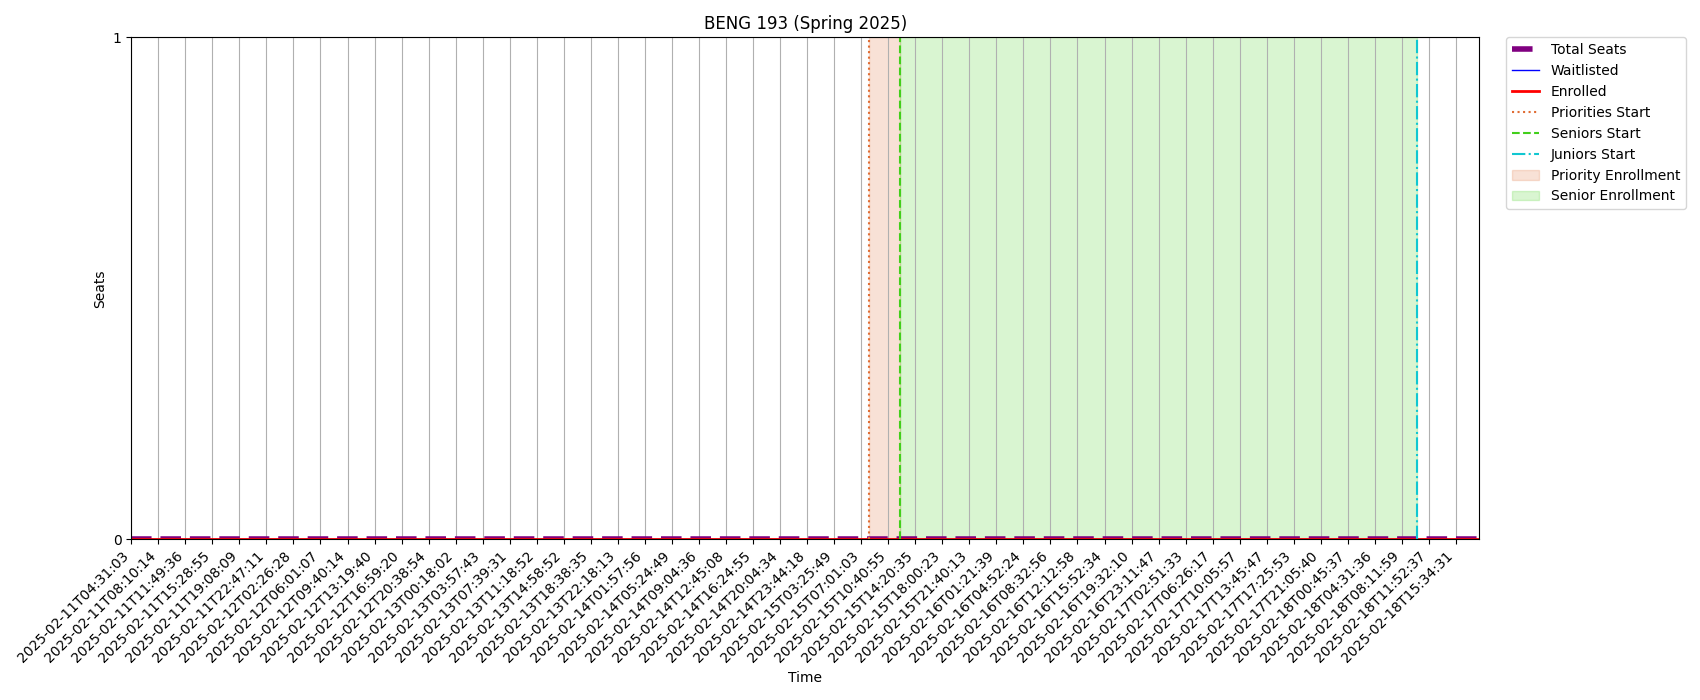 BENG 193 (Spring 2025)
1
0
Seats
2025-02-11T04:31:03
2025-02-11T08:10:14
2025-02-11T11:49:36
2025-02-11T15:28:55
2025-02-11T19:08:09
2025-02-11T22:47:11
2025-02-12T02:26:28
2025-02-12T06:01:07
2025-02-12T09:40:14
2025-02-12T13:19:40
2025-02-12T16:59:20
2025-02-12T20:38:54
2025-02-13T00:18:02
2025-02-13T03:57:43
2025-02-13T07:39:31
2025-02-13T11:18:52
2025-02-13T14:58:52
2025-02-13T18:38:35
2025-02-13T22:18:13
2025-02-14T01:57:56
2025-02-14T05:24:49
2025-02-14T09:04:36
2025-02-14T12:45:08
2025-02-14T16:24:55
2025-02-14T20:04:34
2025-02-14T23:44:18
2025-02-15T03:25:49
2025-02-15T07:01:03
2025-02-15T10:40:55
2025-02-15T14:20:35
2025-02-15T18:00:23
2025-02-15T21:40:13
2025-02-16T01:21:39
2025-02-16T04:52:24
2025-02-16T08:32:56
2025-02-16T12:12:58
2025-02-16T15:52:34
2025-02-16T19:32:10
2025-02-16T23:11:47
2025-02-17T02:51:33
2025-02-17T06:26:17
2025-02-17T10:05:57
2025-02-17T13:45:47
2025-02-17T17:25:53
2025-02-17T21:05:40
2025-02-18T00:45:37
2025-02-18T04:31:36
2025-02-18T08:11:59
2025-02-18T11:52:37
2025-02-18T15:34:31
Time
Total Seats
Waitlisted
Enrolled
Priorities Start
Seniors Start
Juniors Start
Priority Enrollment
Senior Enrollment